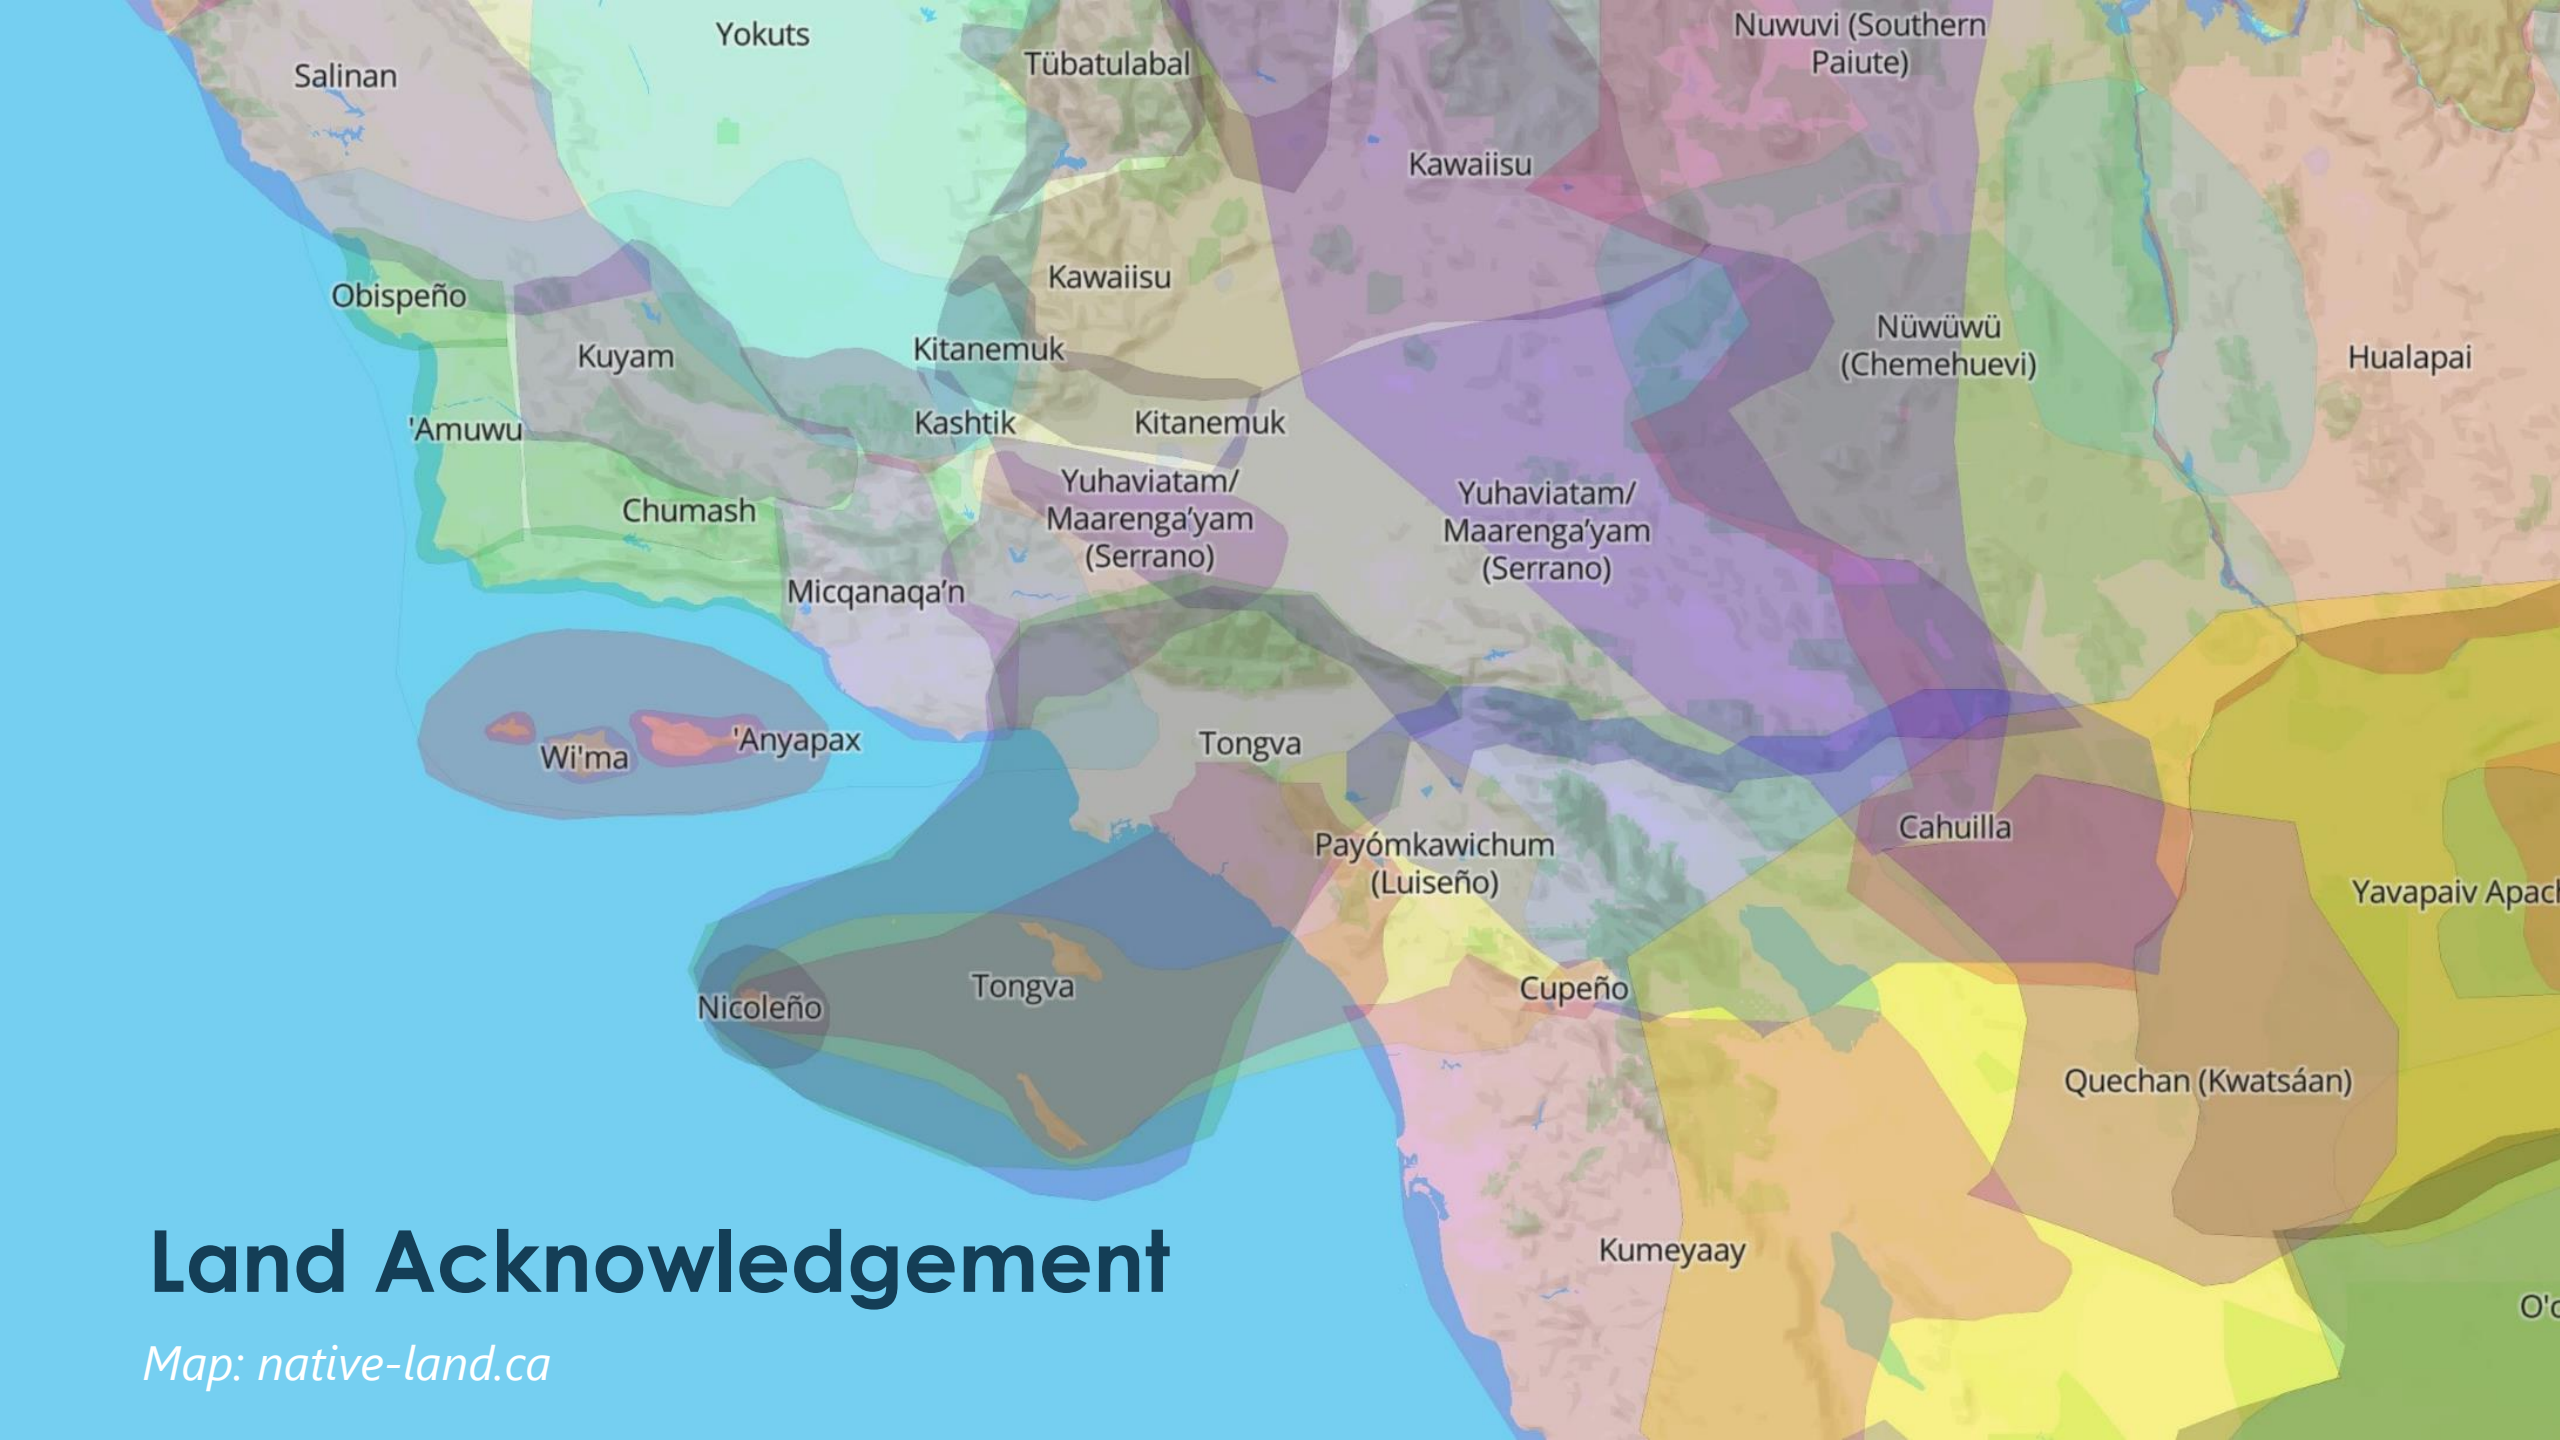 Yokuts
Nuwuvi (Southern
Paiute)
Salinan
Tübatulabal
Kawaiisu
Kawaiisu
Obispeño
Nüwüwü
(Chemehuevi)
Kuyam
Kitanemuk
Hualapai
'Amuwu
Kashtik
Kitanemuk
Yuhaviatam/
Maarenga’yam
(Serrano)
Yuhaviatam/
Maarenga’yam
(Serrano)
Chumash
Micqanaqa’n
Wi'ma
'Anyapax
Tongva
Cahuilla
Payómkawichum
(Luiseño)
Yavapaiv Apach
Nicoleño
Tongva
Cupeño
Quechan (Kwatsáan)
Kumeyaay
Land Acknowledgement
Map: native-land.ca